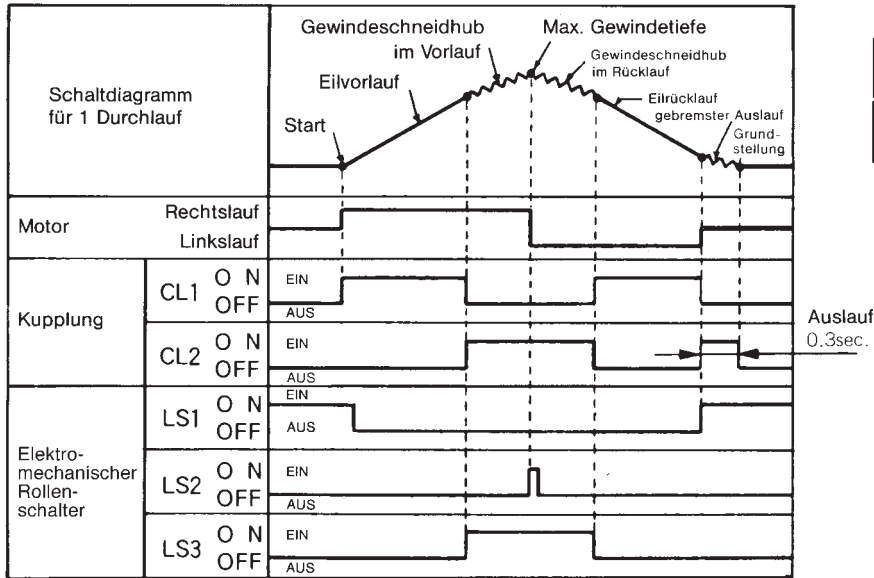 Schaltdiagramm
für 1 Durchlauf
Gewindeschneidhub
im Vorlauf
Max. Gewindetiefe
Gewindeschneidhub
im Rücklauf
Eilvorlauf
Eilrücklauf
gebremster Auslauf
Start
Grund-
stellung
Motor
Rechtslauf
Linkslauf
Kupplung
CL1
O N
OFF
EIN
AUS
CL2
O N
OFF
EIN
AUS
Auslauf
0.3sec.
Elektro-
mechanischer
Rollen-
schalter
LS1
O N
OFF
EIN
AUS
LS2
O N
OFF
EIN
AUS
LS3
O N
OFF
EIN
AUS